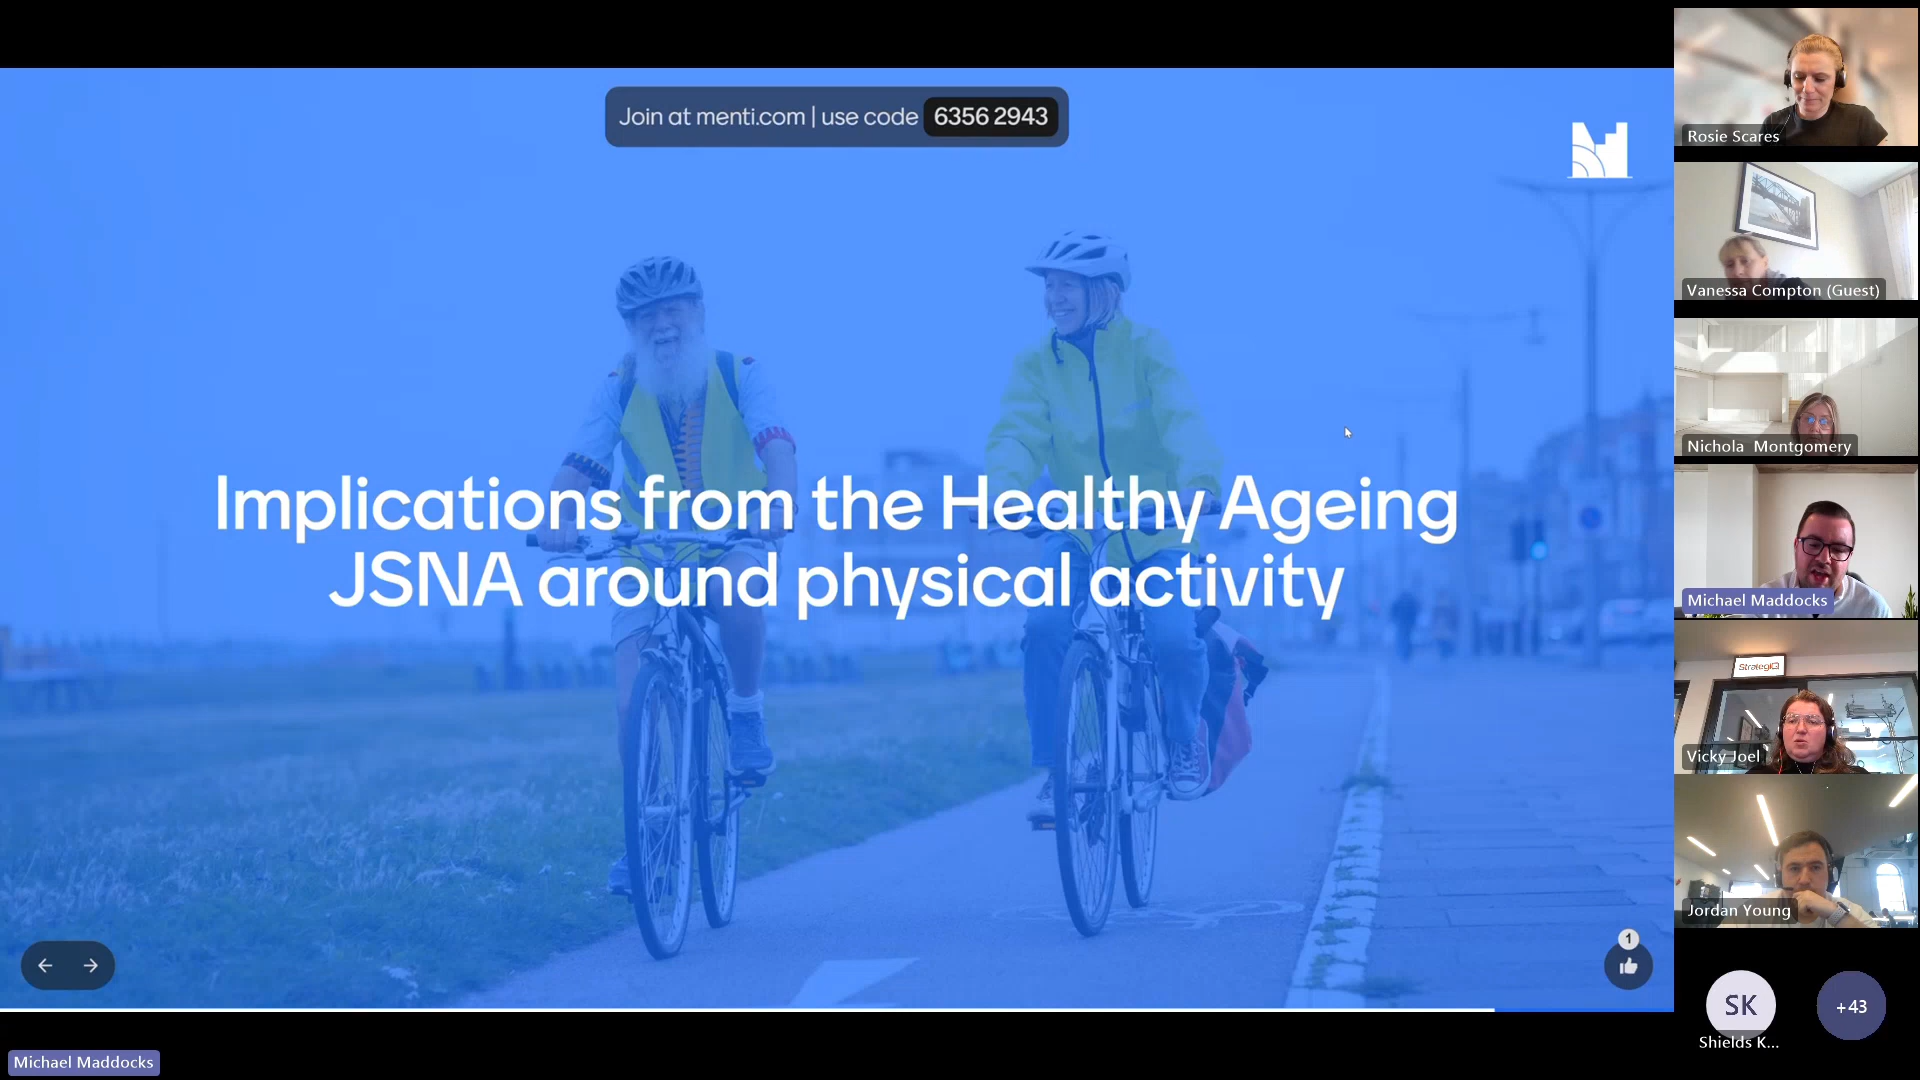 Join at menti.com | use code 6356 2943
Implications from the Healthy Ageing
JSNA around physical activity
1
Michael Maddocks
Rosie Scares
Vanessa Compton (Guest)
Nichola Montgomery
Michael Maddocks
StrategiQ
Vicky Joel
Jordan Young
SK
Shields K...
+43